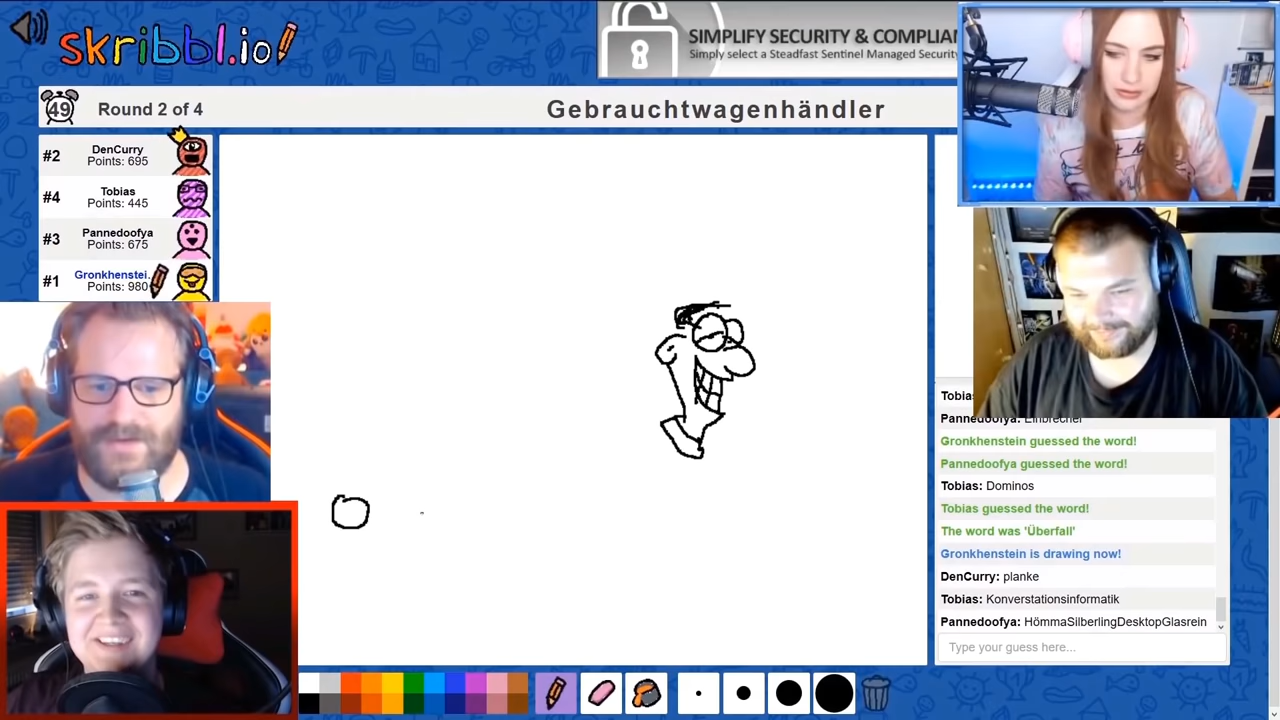 skribbl.io
SIMPLIFY SECURITY & COMPLIAN
Simply select a Steadfast Sentinel Managed Security
49
Round 2 of 4
Gebrauchtwagenhändler
#2
DenCurry
Points: 695
#4
Tobias
Points: 445
#3
Pannedoofya
Points: 675
#1
Gronkhenstei.
Points: 980
Tobia
Pannedoofya: Einbrecher
Gronkhenstein guessed the word!
Pannedoofya guessed the word!
Tobias: Dominos
Tobias guessed the word!
The word was 'Überfall'
Gronkhenstein is drawing now!
DenCurry: planke
Tobias: Konverstationsinformatik
Pannedoofya: HömmaSilberlingDesktopGlasrein
Type your guess here...